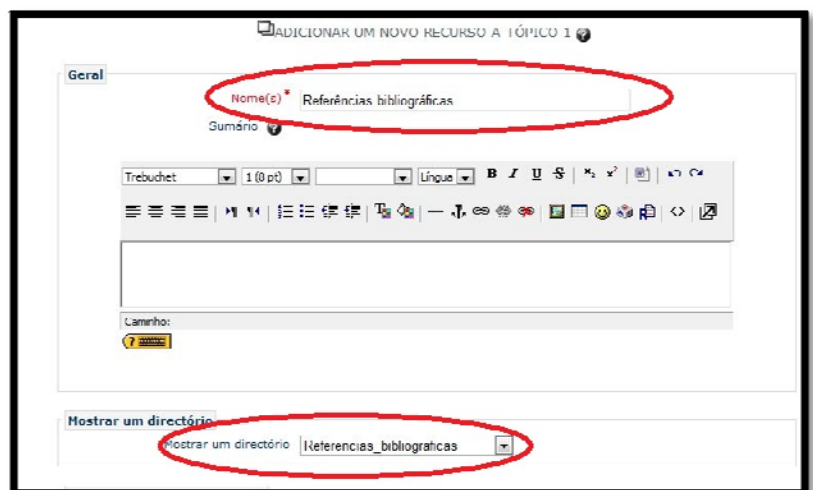 ADICIONAR UM NOVO RECURSO A TÓPICO 1
Geral
Nome(s)* Referências bibliográficas
Sumário
Trebuchet 1 (8 pt) Língua B I U S
Caminho:
Mostrar um directório
Mostrar um directório Referencias_bibliograficas